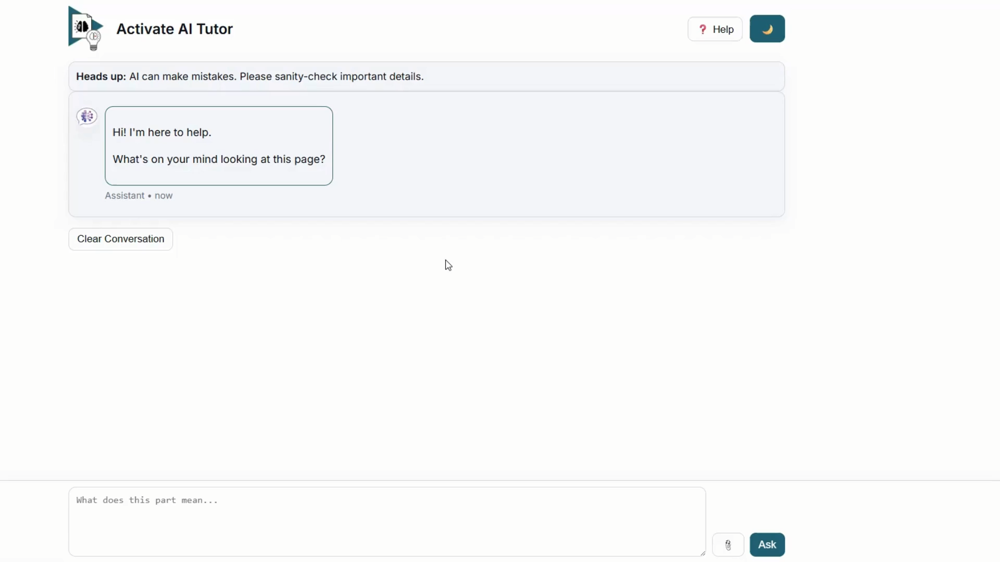 Activate AI Tutor
❓ Help
🌙
Heads up: AI can make mistakes. Please sanity-check important details.
Hi! I'm here to help.
What's on your mind looking at this page?
Assistant • now
Clear Conversation
What does this part mean...
Ask